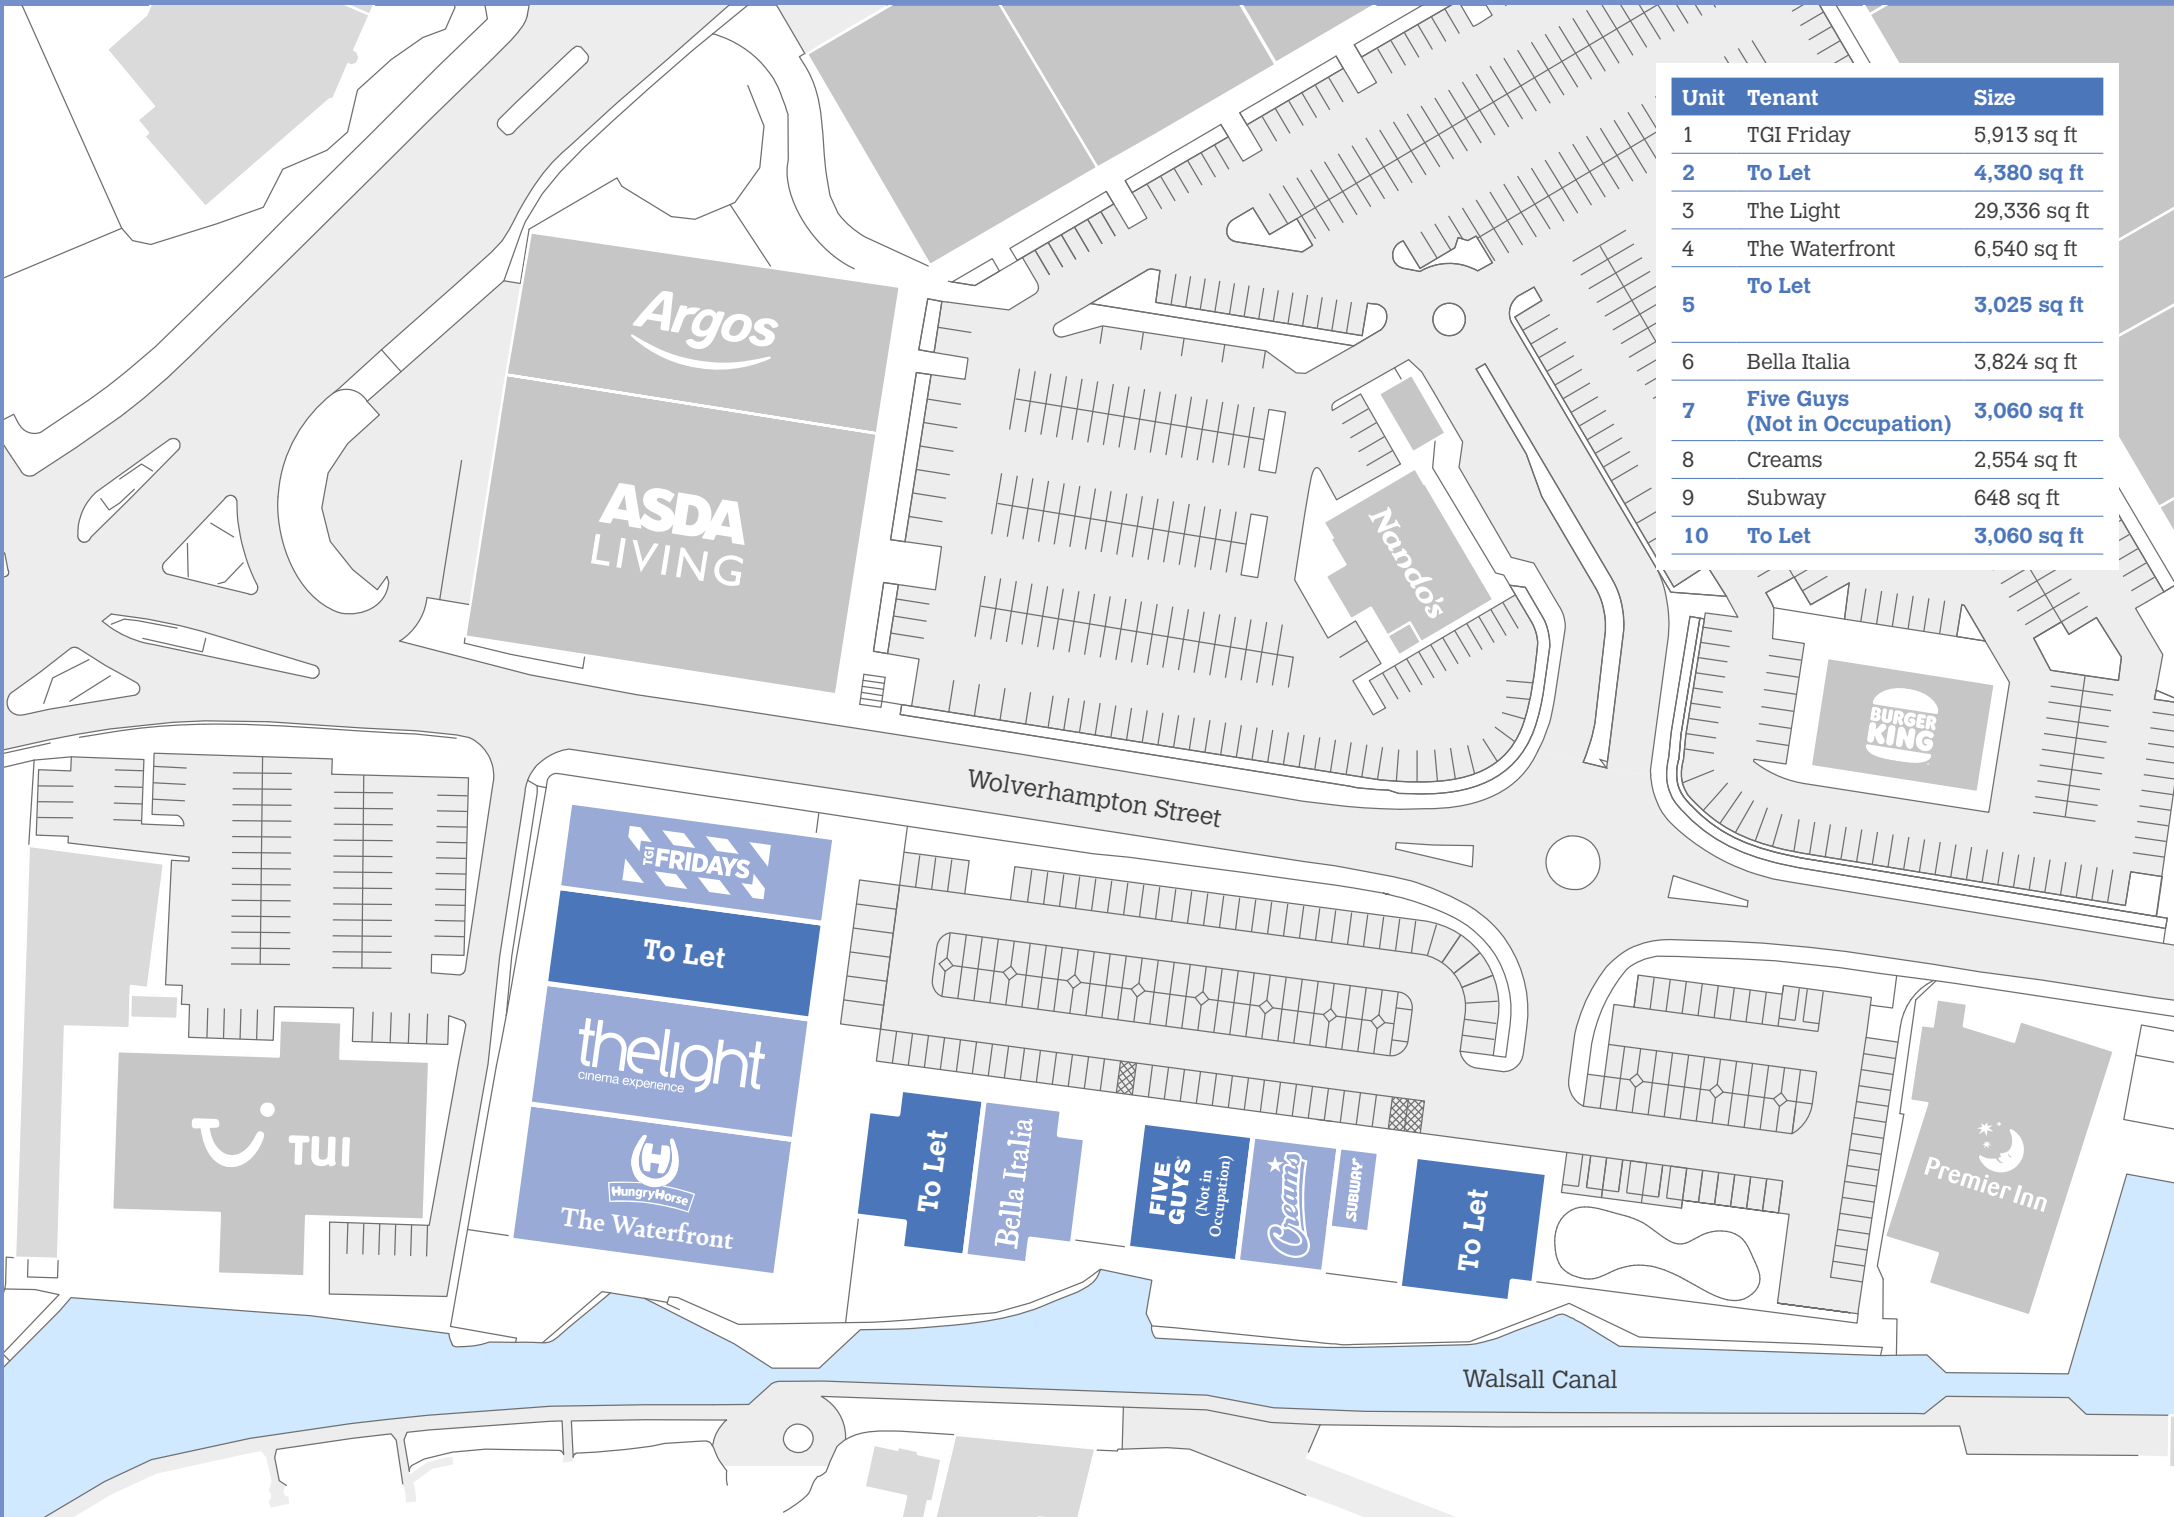 Unit Tenant Size
1 TGI Friday 5,913 sq ft
2 To Let 4,380 sq ft
3 The Light 29,336 sq ft
4 The Waterfront 6,540 sq ft
5 To Let 3,025 sq ft
6 Bella Italia 3,824 sq ft
7 Five Guys
(Not in Occupation) 3,060 sq ft
8 Creams 2,554 sq ft
9 Subway 648 sq ft
10 To Let 3,060 sq ft
Argos
ASDA
LIVING
Nando's
BURGER
KING
Wolverhampton Street
TGI FRIDAYS
To Let
thelight
cinema experience
TUI
HungryHorse
The Waterfront
To Let
Bella Italia
FIVE
GUYS
(Not in
Occupation)
Creams
SUBWAY
To Let
Premier Inn
Walsall Canal